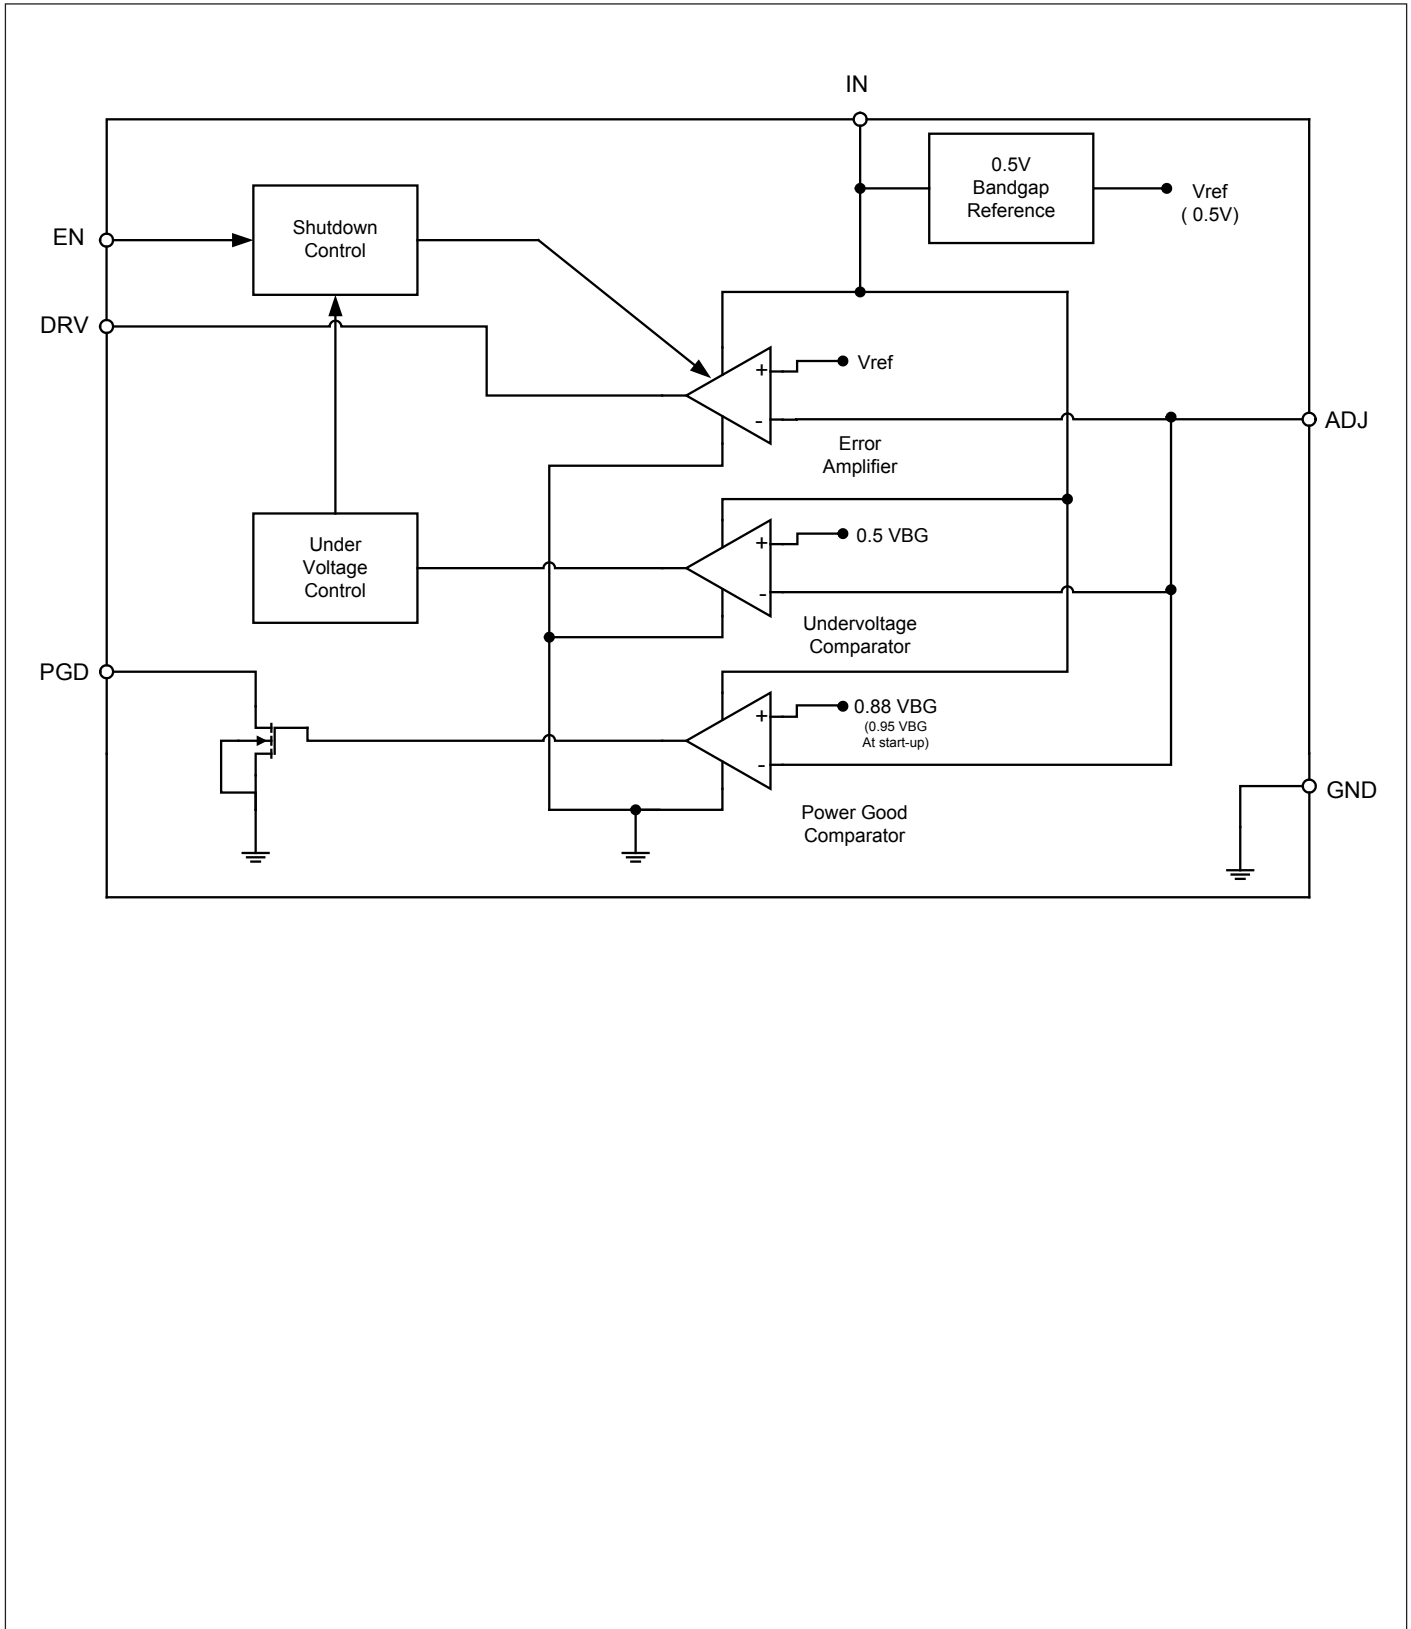 IN
0.5V
Bandgap
Reference
Vref
( 0.5V)
EN
Shutdown
Control
DRV
+
Vref
-
ADJ
Error
Amplifier
Under
Voltage
Control
+
0.5 VBG
-
Undervoltage
Comparator
PGD
+
0.88 VBG
(0.95 VBG
At start-up)
-
GND
Power Good
Comparator